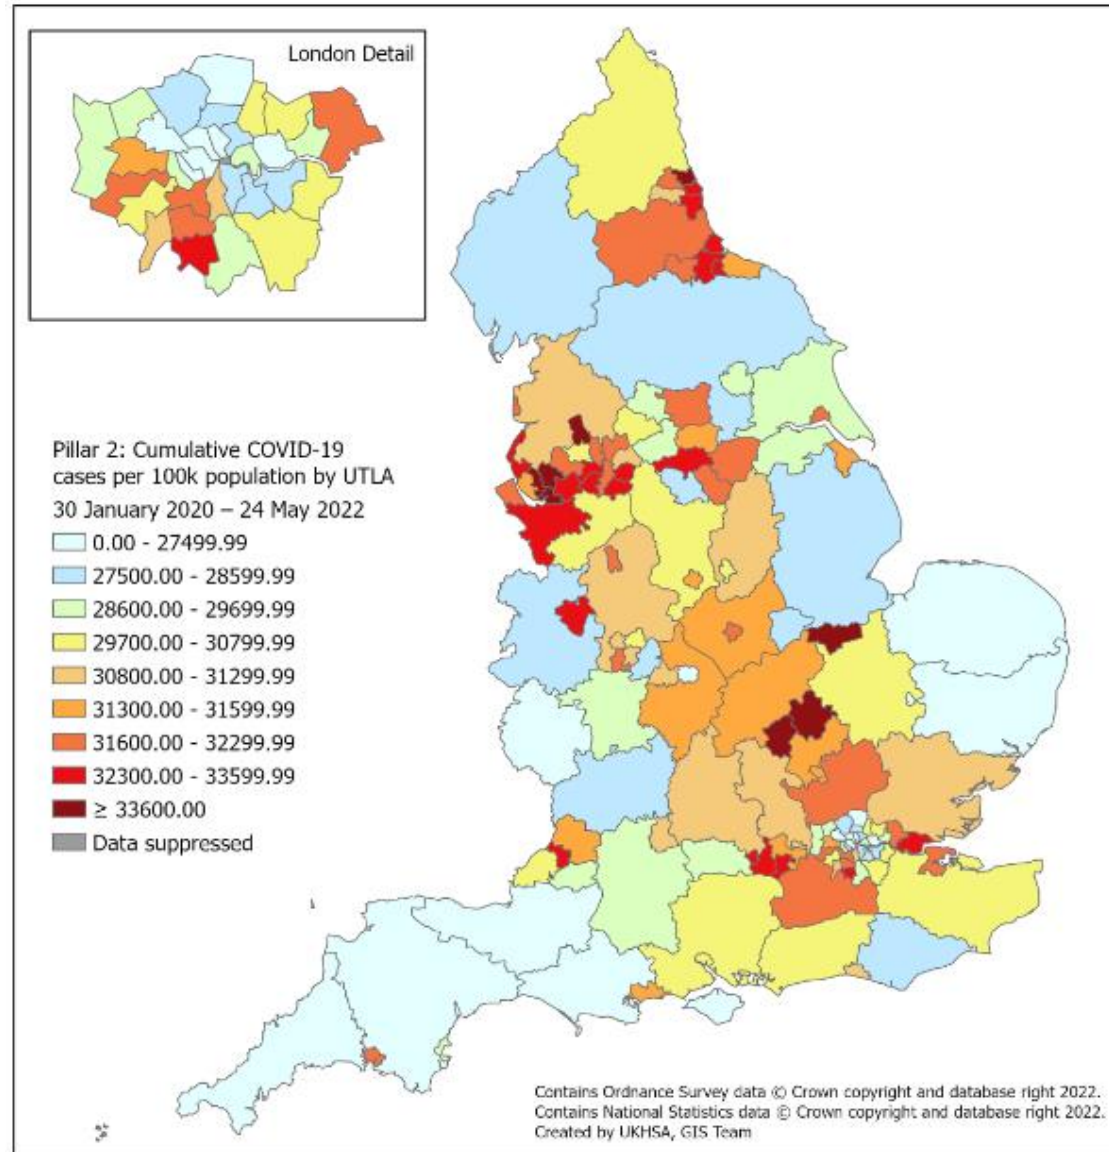 London Detail
Pillar 2: Cumulative COVID-19
cases per 100k population by UTLA
30 January 2020 – 24 May 2022
0.00 - 27499.99
27500.00 - 28599.99
28600.00 - 29699.99
29700.00 - 30799.99
30800.00 - 31299.99
31300.00 - 31599.99
31600.00 - 32299.99
32300.00 - 33599.99
≥ 33600.00
Data suppressed
Contains Ordnance Survey data © Crown copyright and database right 2022.
Contains National Statistics data © Crown copyright and database right 2022.
Created by UKHSA, GIS Team